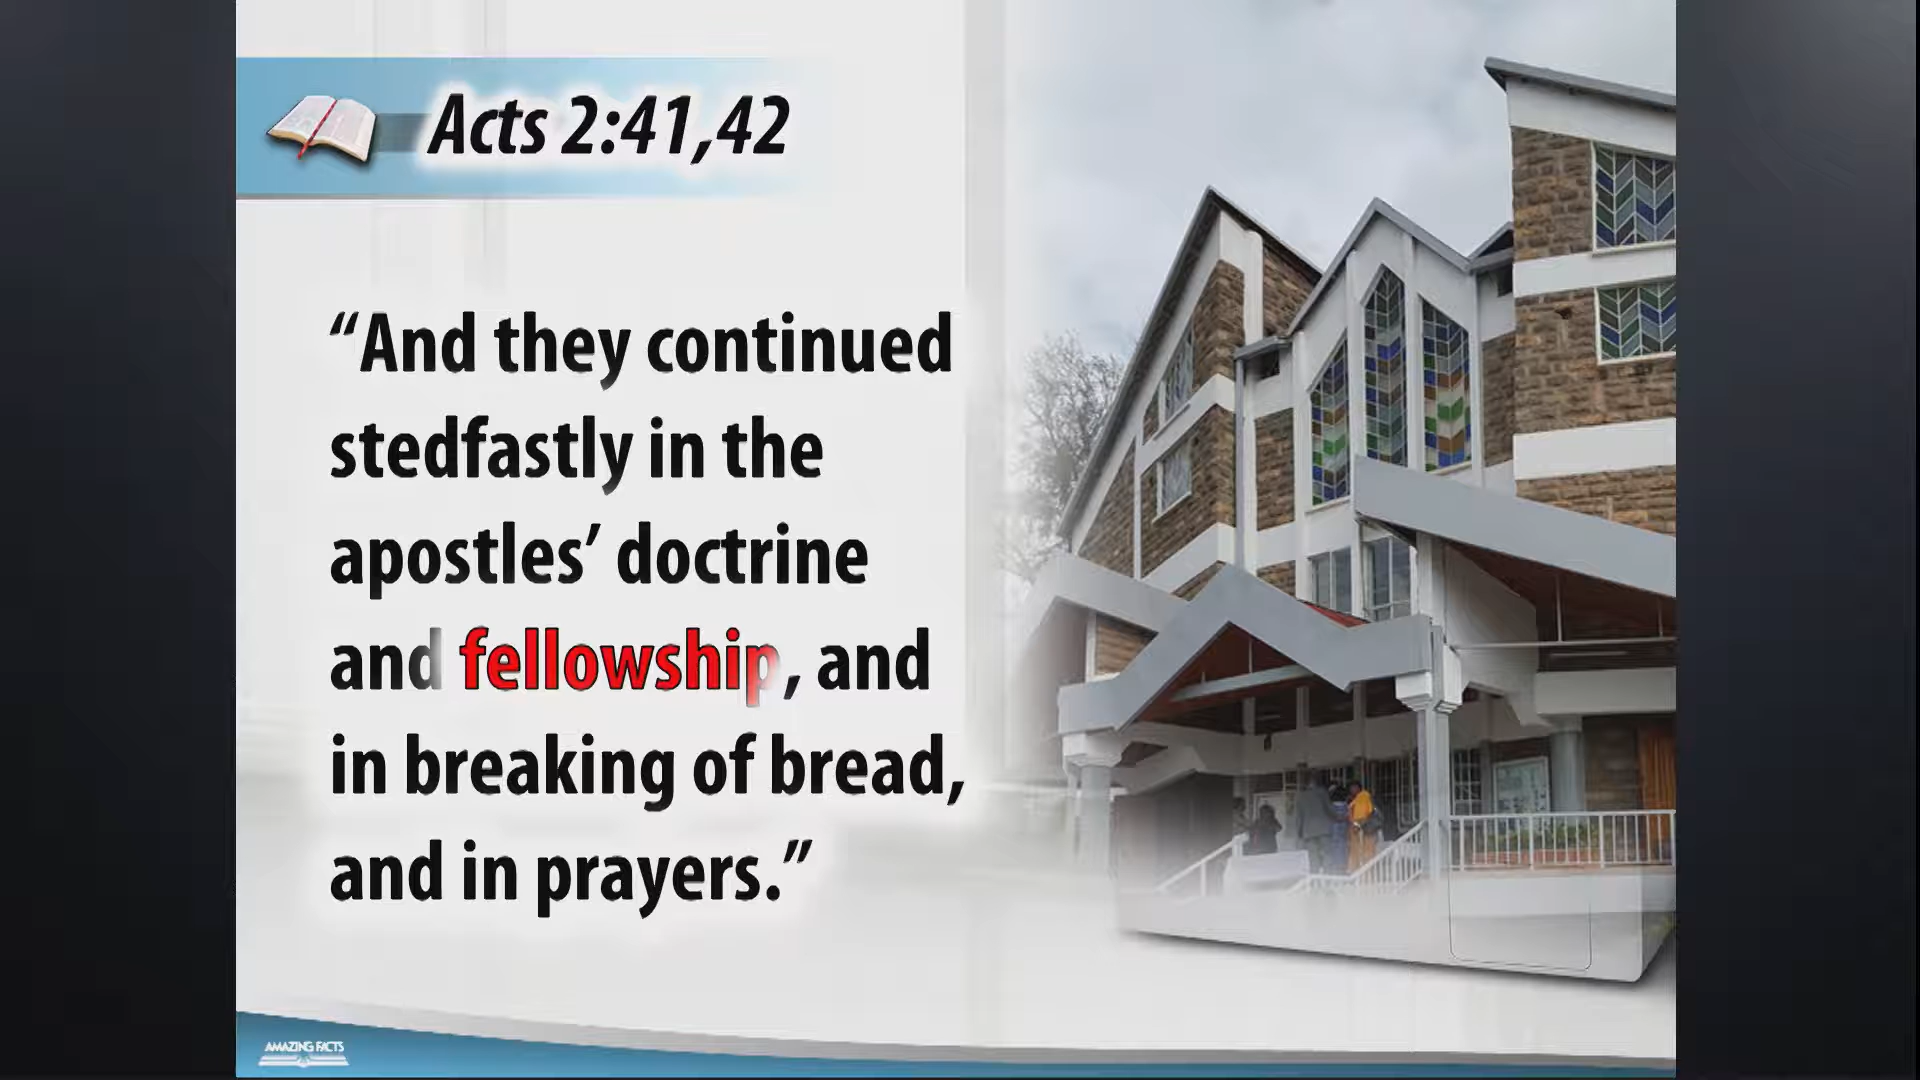 Acts 2:41,42
“And they continued
stedfastly in the
apostles’ doctrine
and fellowship, and
in breaking of bread,
and in prayers.”
AMAZING FACTS